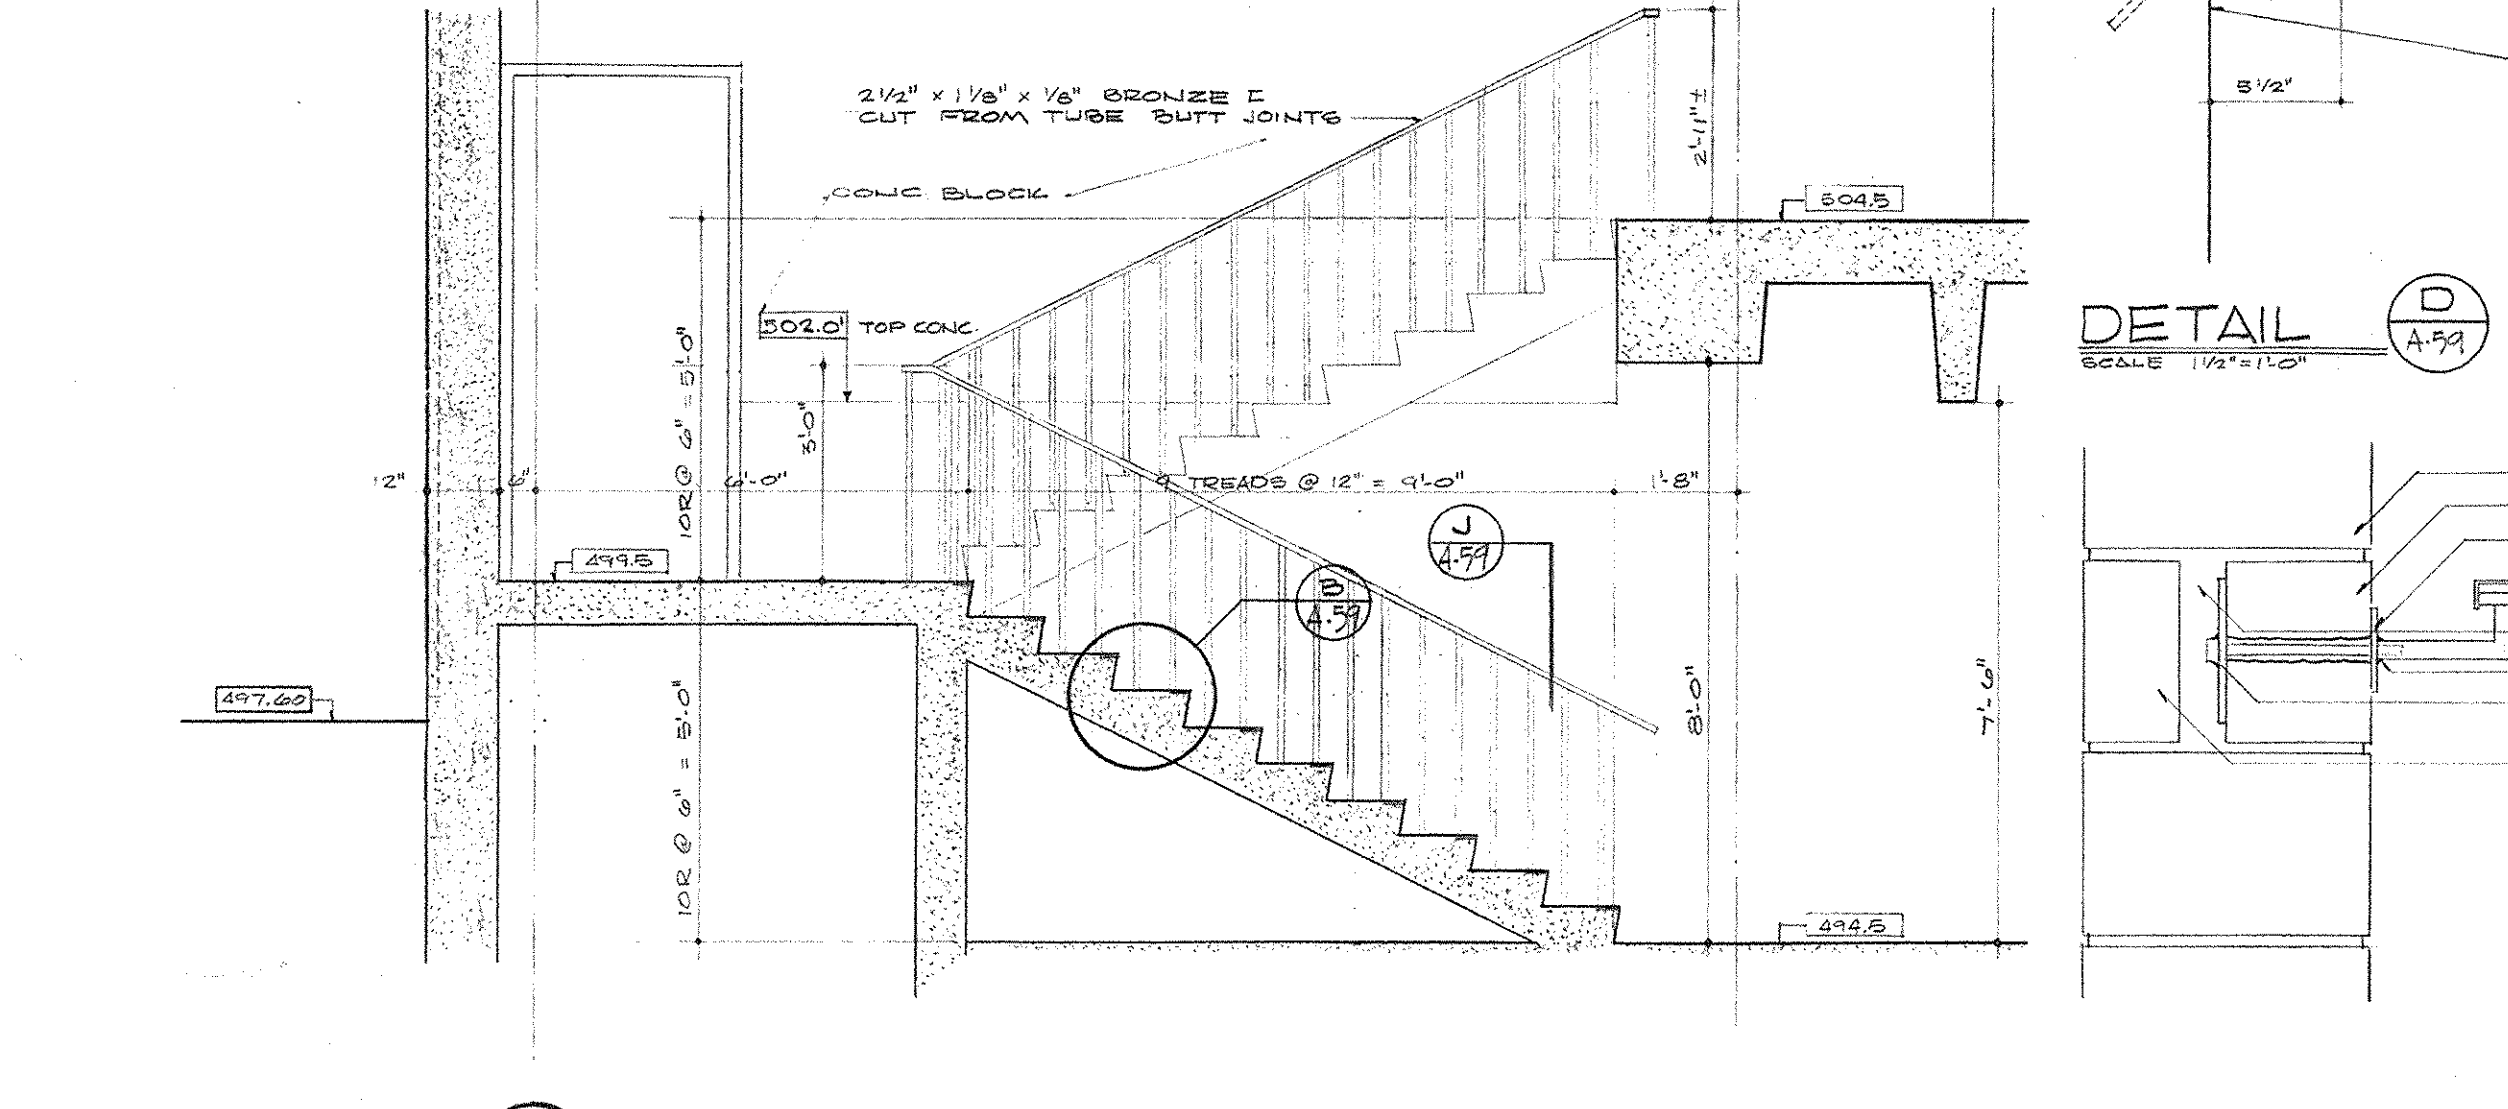 2 1/2" x 1 1/8" x 1/8" BRONZE [
CUT FROM TUBE BUTT JOINTS
CONC BLOCK
5 1/2"
2'-11"±
504.5
502.0' TOP CONC.
DETAIL
D
A.59
SCALE 1 1/2"=1'-0"
10R @ 6" = 5'-0"
3'-0"
12"
6"
6'-0"
9 TREADS @ 12" = 9'-0"
1'-8"
J
A.59
499.5
B
A.59
497.60
10R @ 6" = 5'-0"
8'-0"
7'-6"
494.5